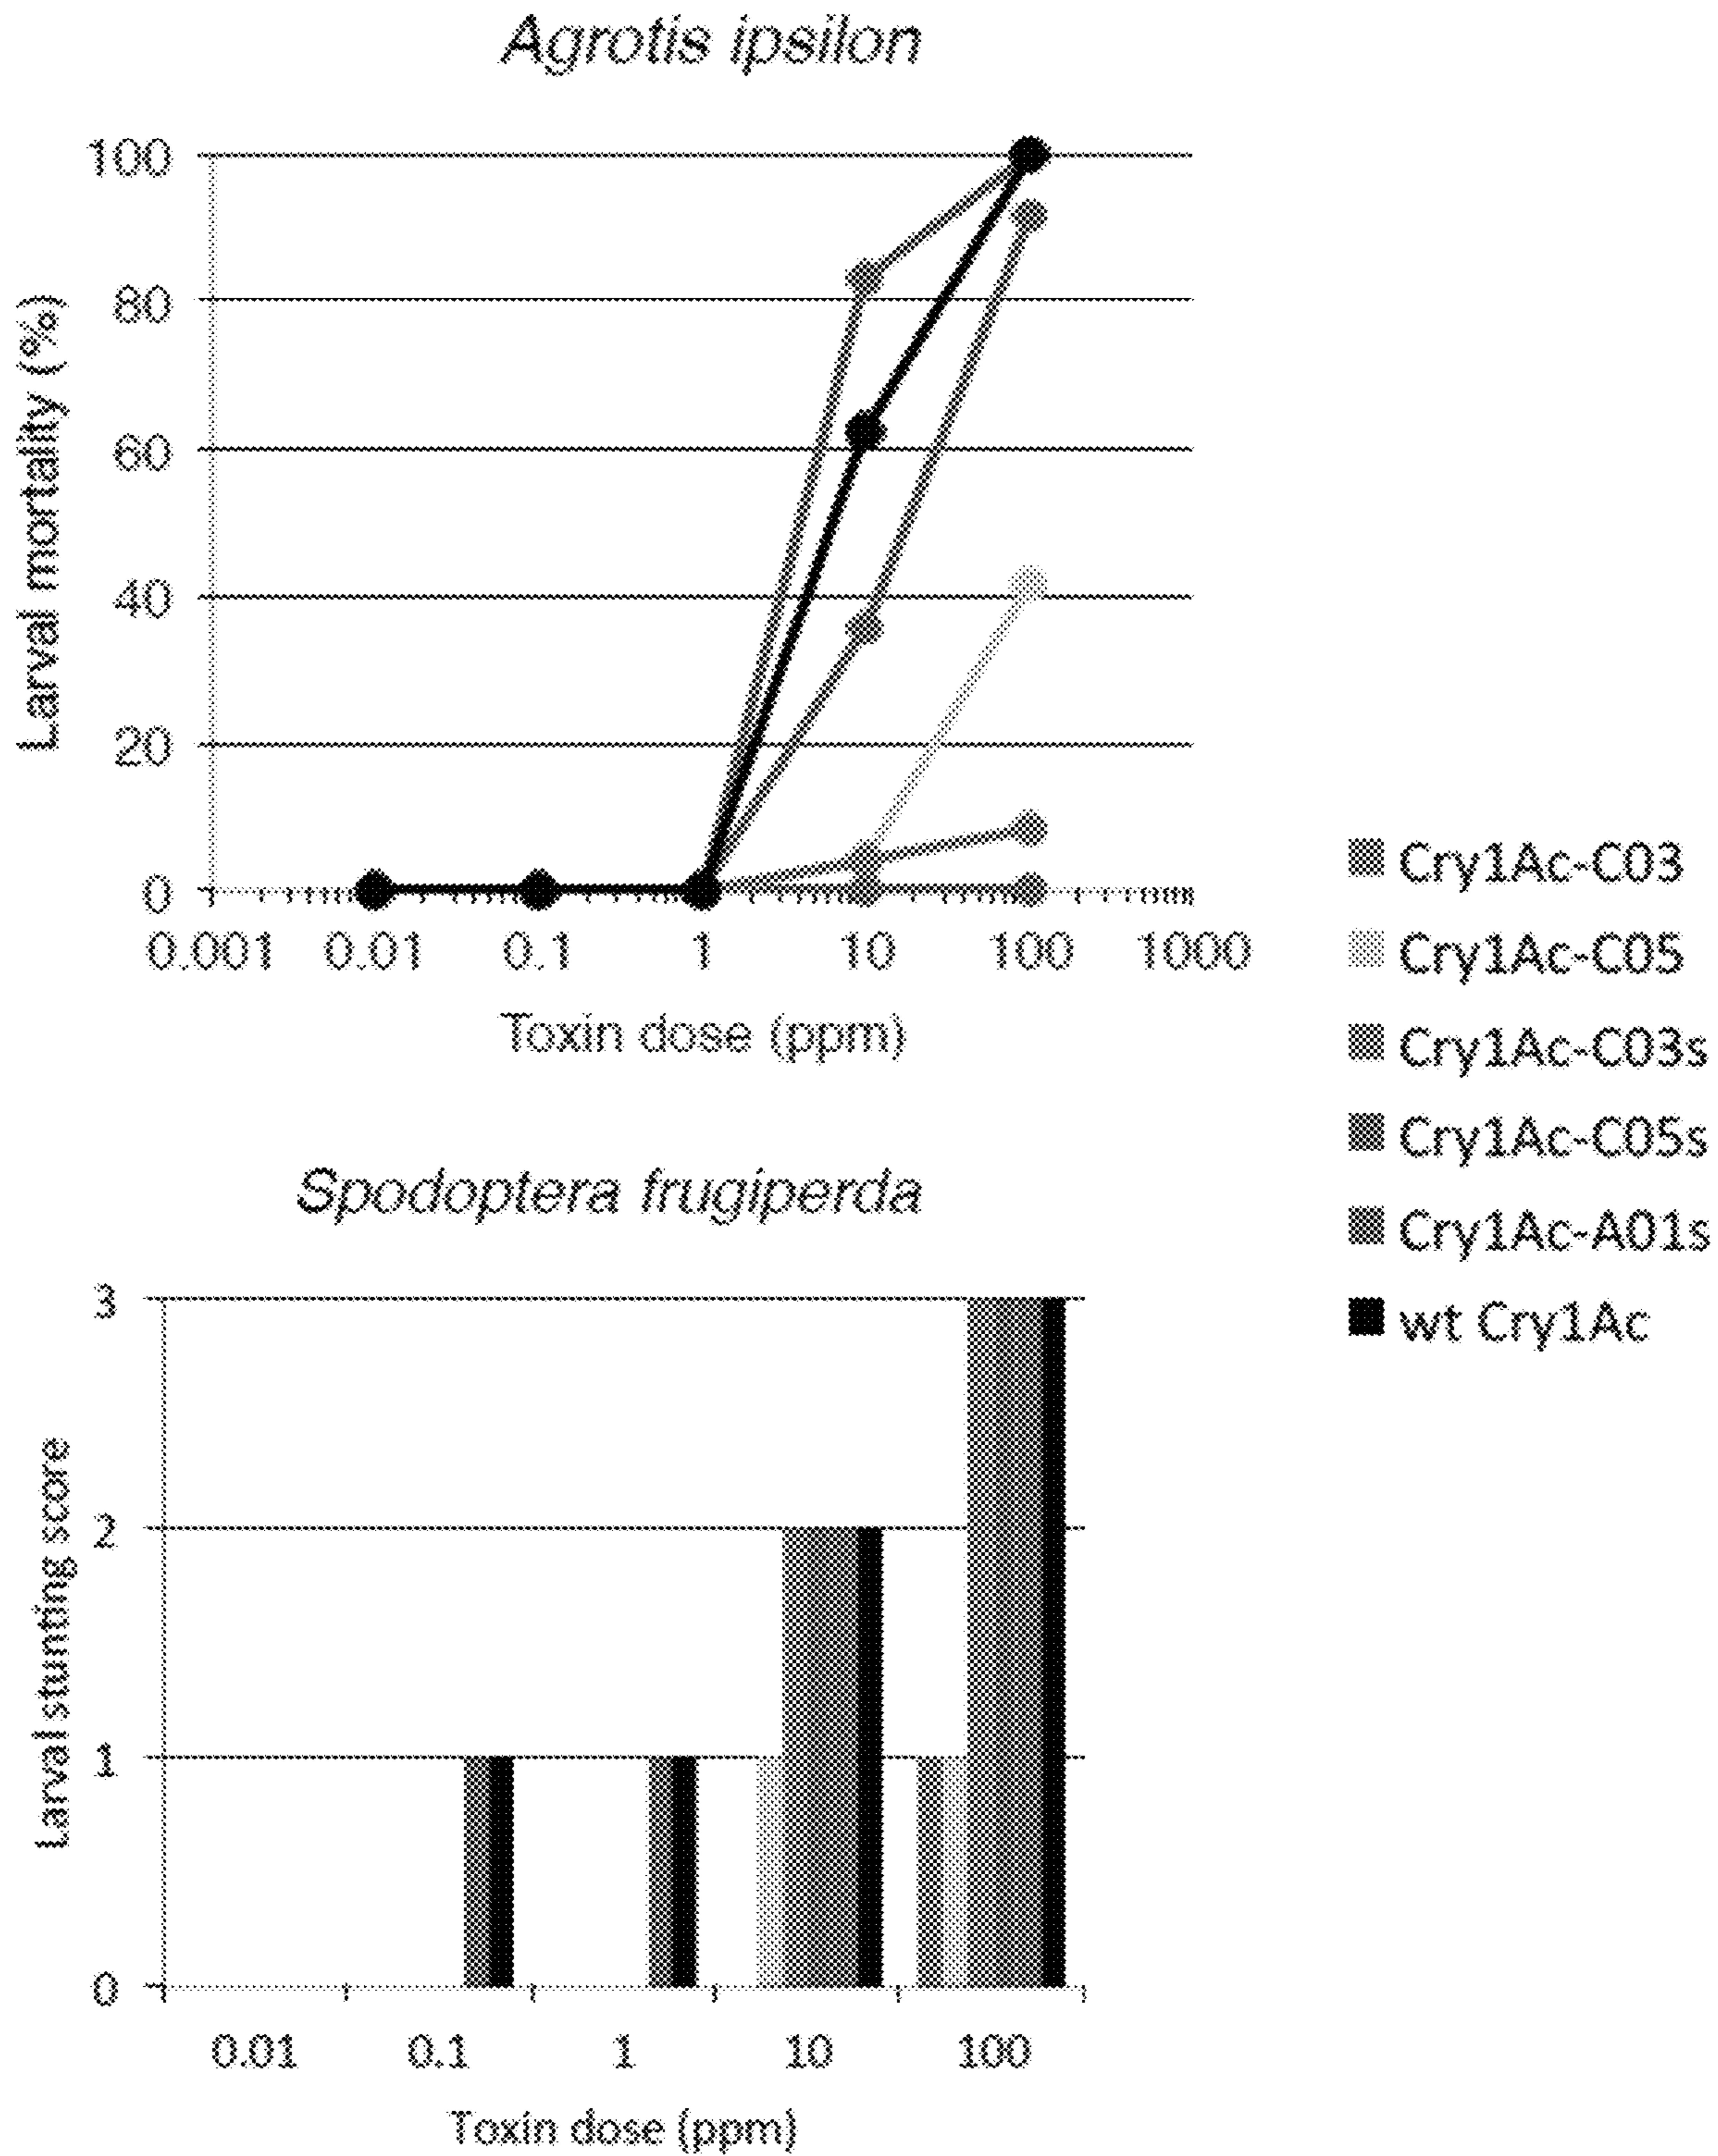 Agrotis ipsilon
Larval mortality (%)
100
80
60
40
20
0
0.001 0.01 0.1 1 10 100 1000
Toxin dose (ppm)
Cry1Ac-C03
Cry1Ac-C05
Cry1Ac-C03s
Cry1Ac-C05s
Cry1Ac-A01s
wt Cry1Ac
Spodoptera frugiperda
Larval stunting score
3
2
1
0
0.01 0.1 1 10 100
Toxin dose (ppm)